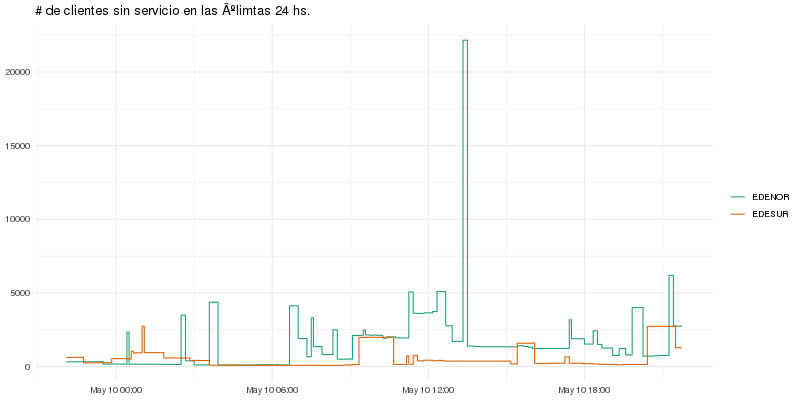 # de clientes sin servicio en las Ãºlimtas 24 hs.
20000
15000
10000
5000
0
May 10 00:00
May 10 06:00
May 10 12:00
May 10 18:00
EDENOR
EDESUR